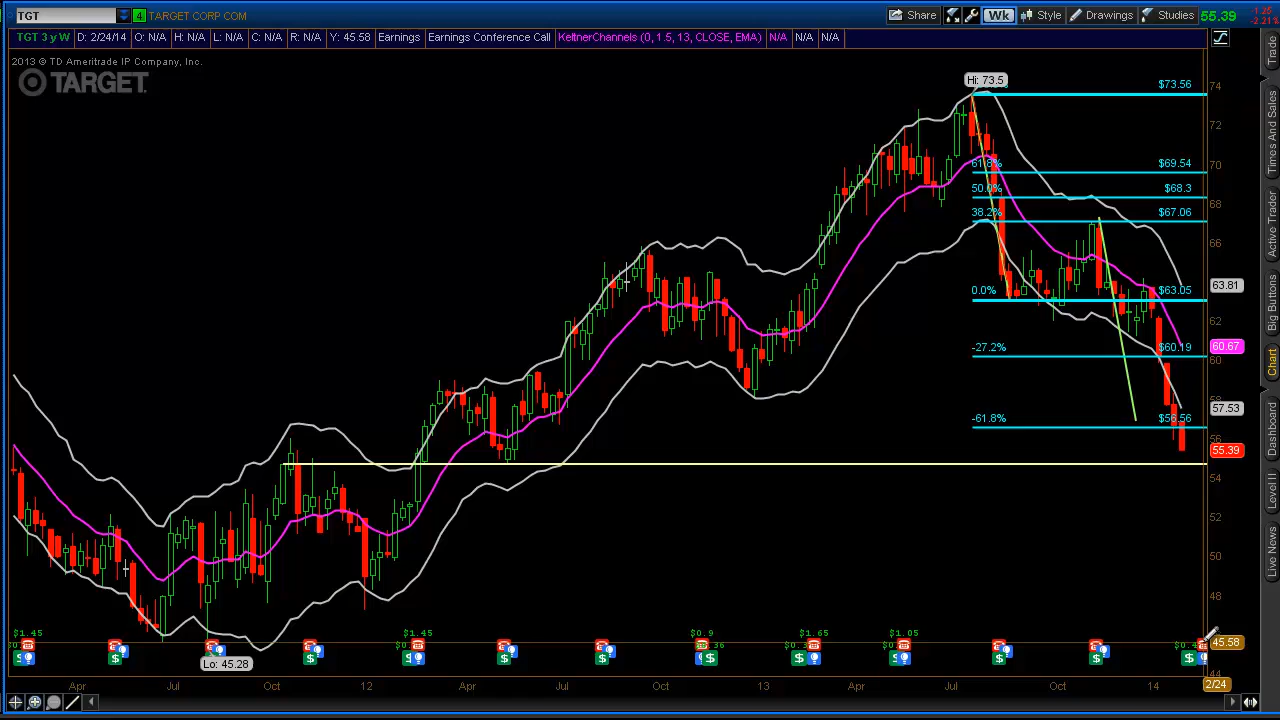 TGT 4 TARGET CORP COM Share Wk Style Drawings Studies 55.39 -1.25 -2.21%
TGT 3 y W D: 2/24/14 O: N/A H: N/A L: N/A C: N/A R: N/A Y: 45.58 Earnings Earnings Conference Call KeltnerChannels (0, 1.5, 13, CLOSE, EMA) N/A N/A N/A
2013 © TD Ameritrade IP Company, Inc.
TARGET
Hi: 73.5
$73.56
61.8% $69.54
50.0% $68.3
38.2% $67.06
0.0% $63.05
-27.2% $60.19
-61.8%
Lo: 45.28
74
72
70
68
66
63.81
62
60.67
60
57.53
56
55.39
54
52
50
48
45.58
44
$1.45 $1.45 $0.9 $1.65 $1.05
Apr Jul Oct 12 Apr Jul Oct 13 Apr Jul Oct 14 2/24
Trade
Times And Sales
Active Trader
Big Buttons
Chart
Dashboard
Level II
Live News